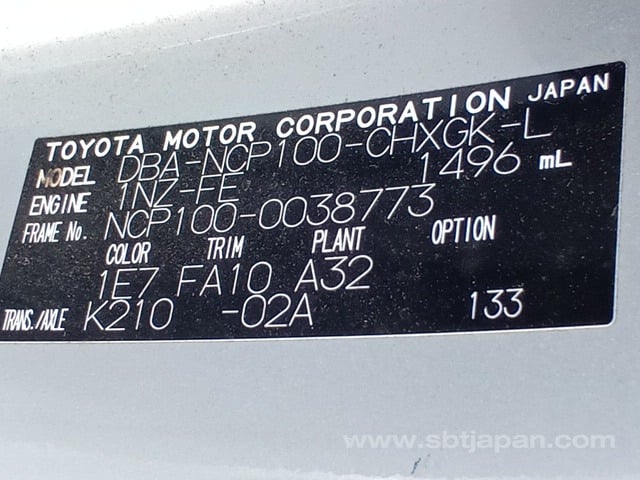 TOYOTA MOTOR CORPORATION JAPAN
MODEL DBA-NCP100-CHXGK-L
ENGINE 1NZ-FE 1496 mL
FRAME No. NCP100-0038773
COLOR TRIM PLANT OPTION
1E7 FA10 A32
TRANS./AXLE K210 -02A 133
www.sbtjapan.com